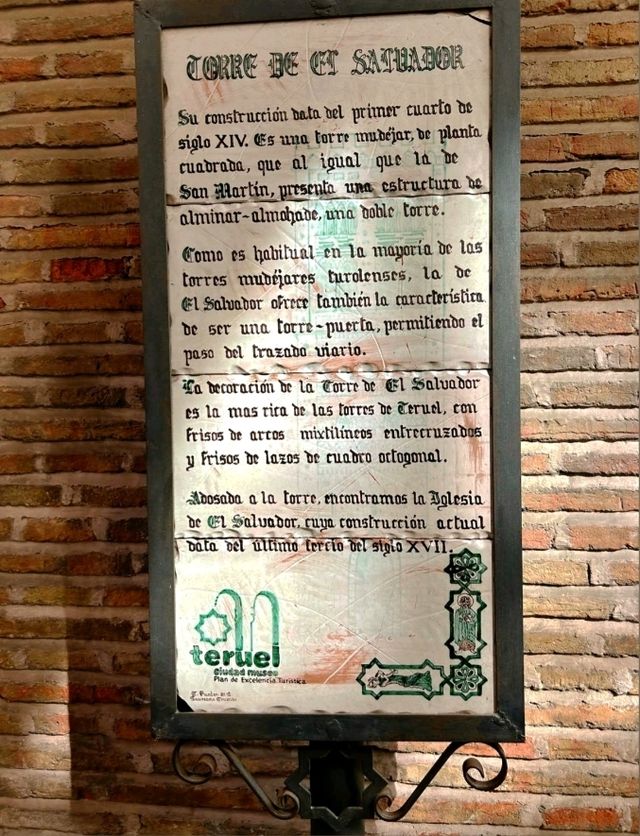 TORRE DE EL SALVADOR
Su construcción data del primer cuarto de
siglo XIV. Es una torre mudéjar, de planta
cuadrada, que al igual que la de
San Martín, presenta una estructura de
alminar-almohade, una doble torre.
Como es habitual en la mayoría de las
torres mudéjares turolenses, la de
El Salvador ofrece también la característica
de ser una torre-puerta, permitiendo el
paso del trazado viario.
La decoración de la Torre de El Salvador
es la mas rica de las torres de Teruel, con
frisos de arcos mixtilíneos entrecruzados
y frisos de lazos de cuadro octogonal.
Adosada a la torre, encontramos la Iglesia
de El Salvador, cuya construcción actual
data del último tercio del siglo XVII.
teruel
ciudad museo
Plan de Excelencia Turística